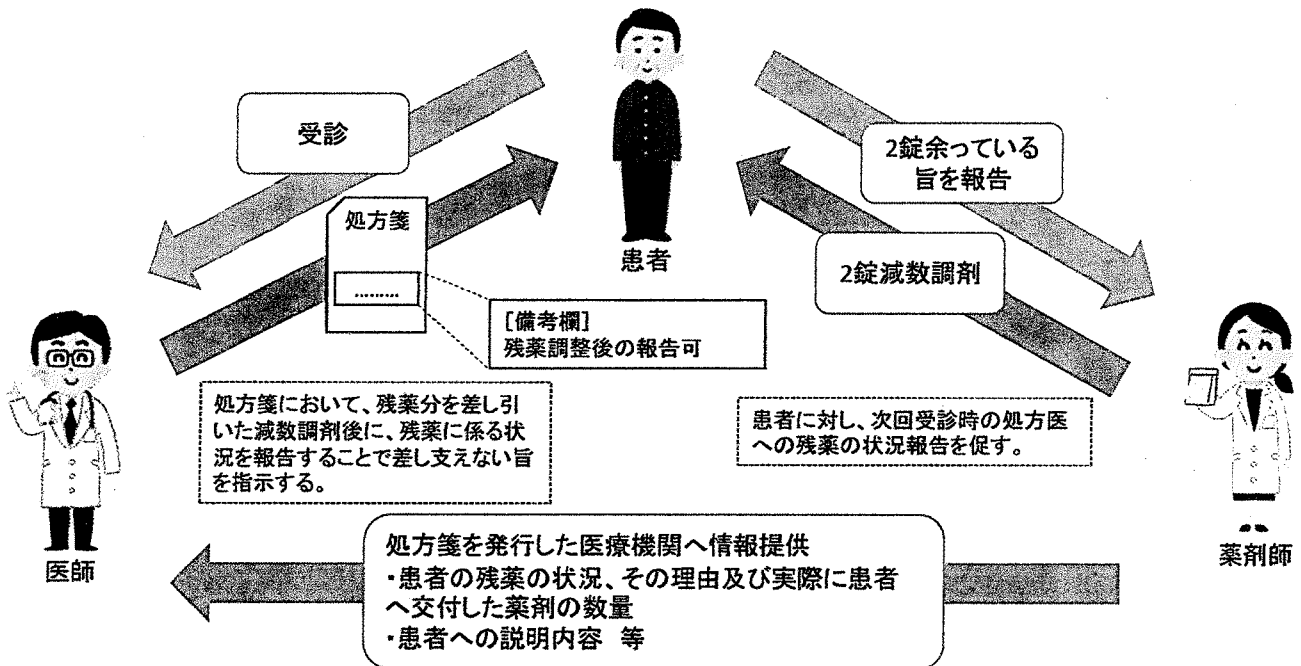 受診
2錠余っている
旨を報告
処方箋
………
患者
2錠減数調剤
[備考欄]
残薬調整後の報告可
処方箋において、残薬分を差し引
いた減数調剤後に、残薬に係る状
況を報告することで差し支えない旨
を指示する。
患者に対し、次回受診時の処方医
への残薬の状況報告を促す。
医師
薬剤師
処方箋を発行した医療機関へ情報提供
・患者の残薬の状況、その理由及び実際に患者
へ交付した薬剤の数量
・患者への説明内容 等